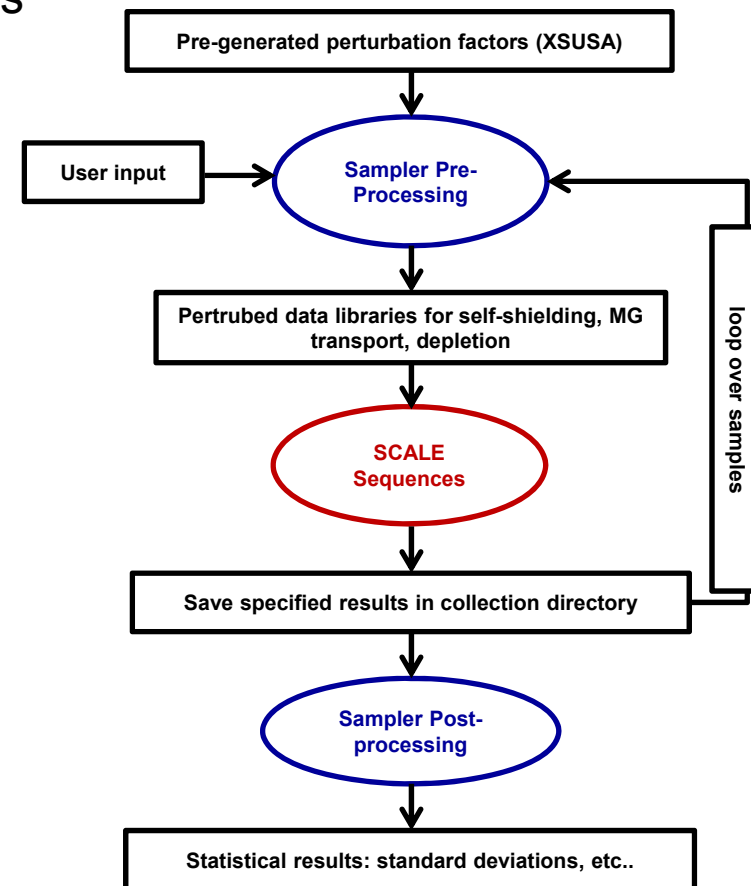 s
Pre-generated perturbation factors (XSUSA)
User input
Sampler Pre-
Processing
Pertrubed data libraries for self-shielding, MG
transport, depletion
loop over samples
SCALE
Sequences
Save specified results in collection directory
Sampler Post-
processing
Statistical results: standard deviations, etc..